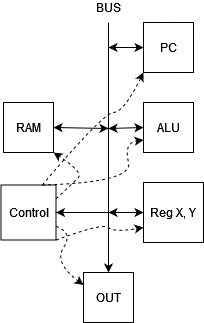 BUS
PC
RAM
ALU
Control
Reg X, Y
OUT